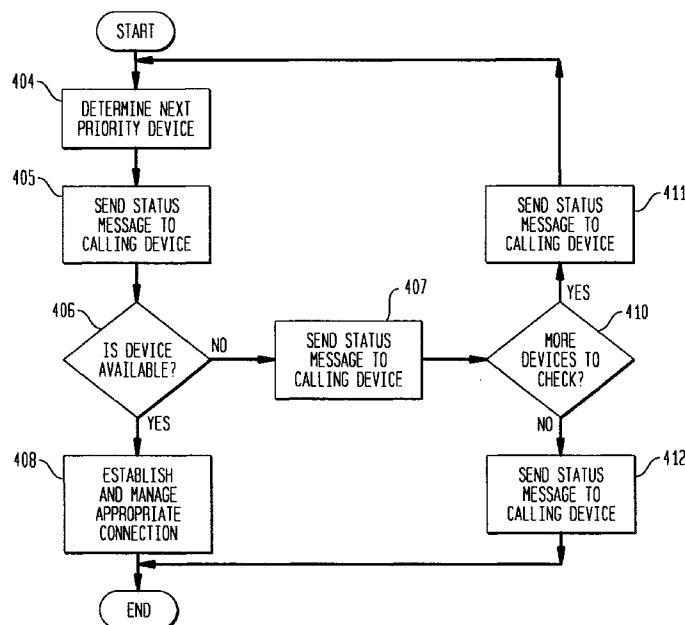 START
404
DETERMINE NEXT
PRIORITY DEVICE
405
SEND STATUS
MESSAGE TO
CALLING DEVICE
406
IS DEVICE
AVAILABLE?
NO
YES
407
SEND STATUS
MESSAGE TO
CALLING DEVICE
408
ESTABLISH
AND MANAGE
APPROPRIATE
CONNECTION
410
MORE
DEVICES TO
CHECK?
YES
NO
411
SEND STATUS
MESSAGE TO
CALLING DEVICE
412
SEND STATUS
MESSAGE TO
CALLING DEVICE
END